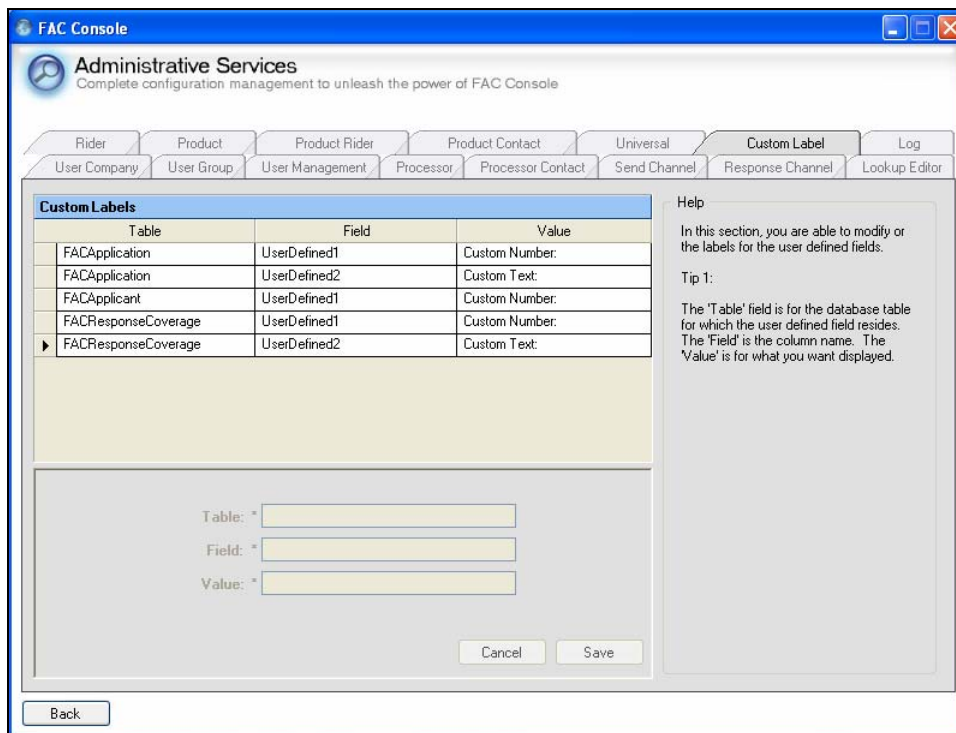 FAC Console
Administrative Services
Complete configuration management to unleash the power of FAC Console
Rider Product Product Rider Product Contact Universal Custom Label Log
User Company User Group User Management Processor Processor Contact Send Channel Response Channel Lookup Editor
Custom Labels
Table Field Value
FACApplication UserDefined1 Custom Number:
FACApplication UserDefined2 Custom Text:
FACApplicant UserDefined1 Custom Number:
FACResponseCoverage UserDefined1 Custom Number:
FACResponseCoverage UserDefined2 Custom Text:
Table: *
Field: *
Value: *
Cancel Save
Help
In this section, you are able to modify or
the labels for the user defined fields.
Tip 1:
The 'Table' field is for the database table
for which the user defined field resides.
The 'Field' is the column name. The
'Value' is for what you want displayed.
Back